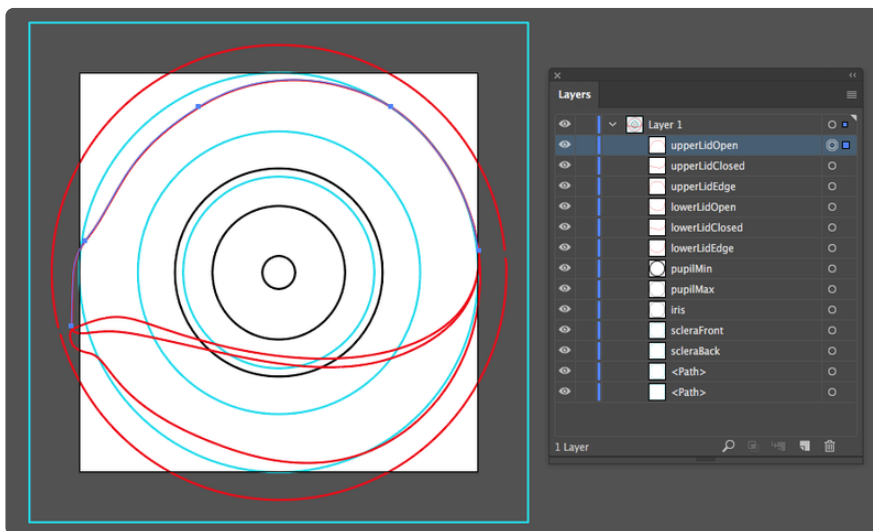 Layers
Layer 1
upperLidOpen
upperLidClosed
upperLidEdge
lowerLidOpen
lowerLidClosed
lowerLidEdge
pupilMin
pupilMax
iris
scleraFront
scleraBack
<Path>
<Path>
1 Layer